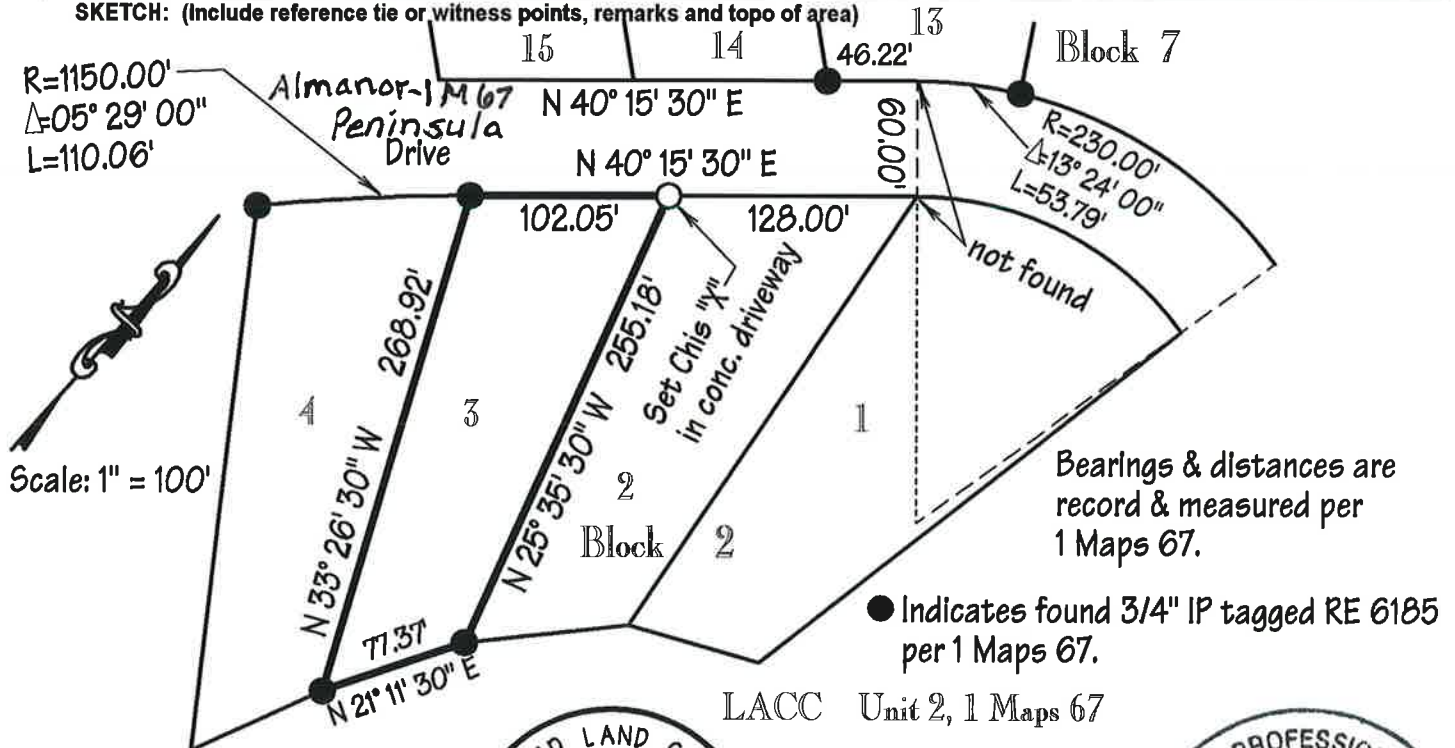 SKETCH: (Include reference tie or witness points, remarks and topo of area)
15
14
13
46.22'
Block 7
R=1150.00'
Δ=05° 29' 00"
L=110.06'
Almanor-1 M 67
Peninsula
Drive
N 40° 15' 30" E
60.00'
R=230.00'
Δ=13° 24' 00"
L=53.79'
N 40° 15' 30" E
102.05'
128.00'
not found
Set Chis "X"
in conc. driveway
268.92'
N 33° 26' 30" W
255.18'
N 25° 35' 30" W
4
3
2
1
Block 2
Scale: 1" = 100'
Bearings & distances are
record & measured per
1 Maps 67.
Indicates found 3/4" IP tagged RE 6185
per 1 Maps 67.
77.37'
N 21° 11' 30" E
LACC Unit 2, 1 Maps 67
LAND
PROFESSI